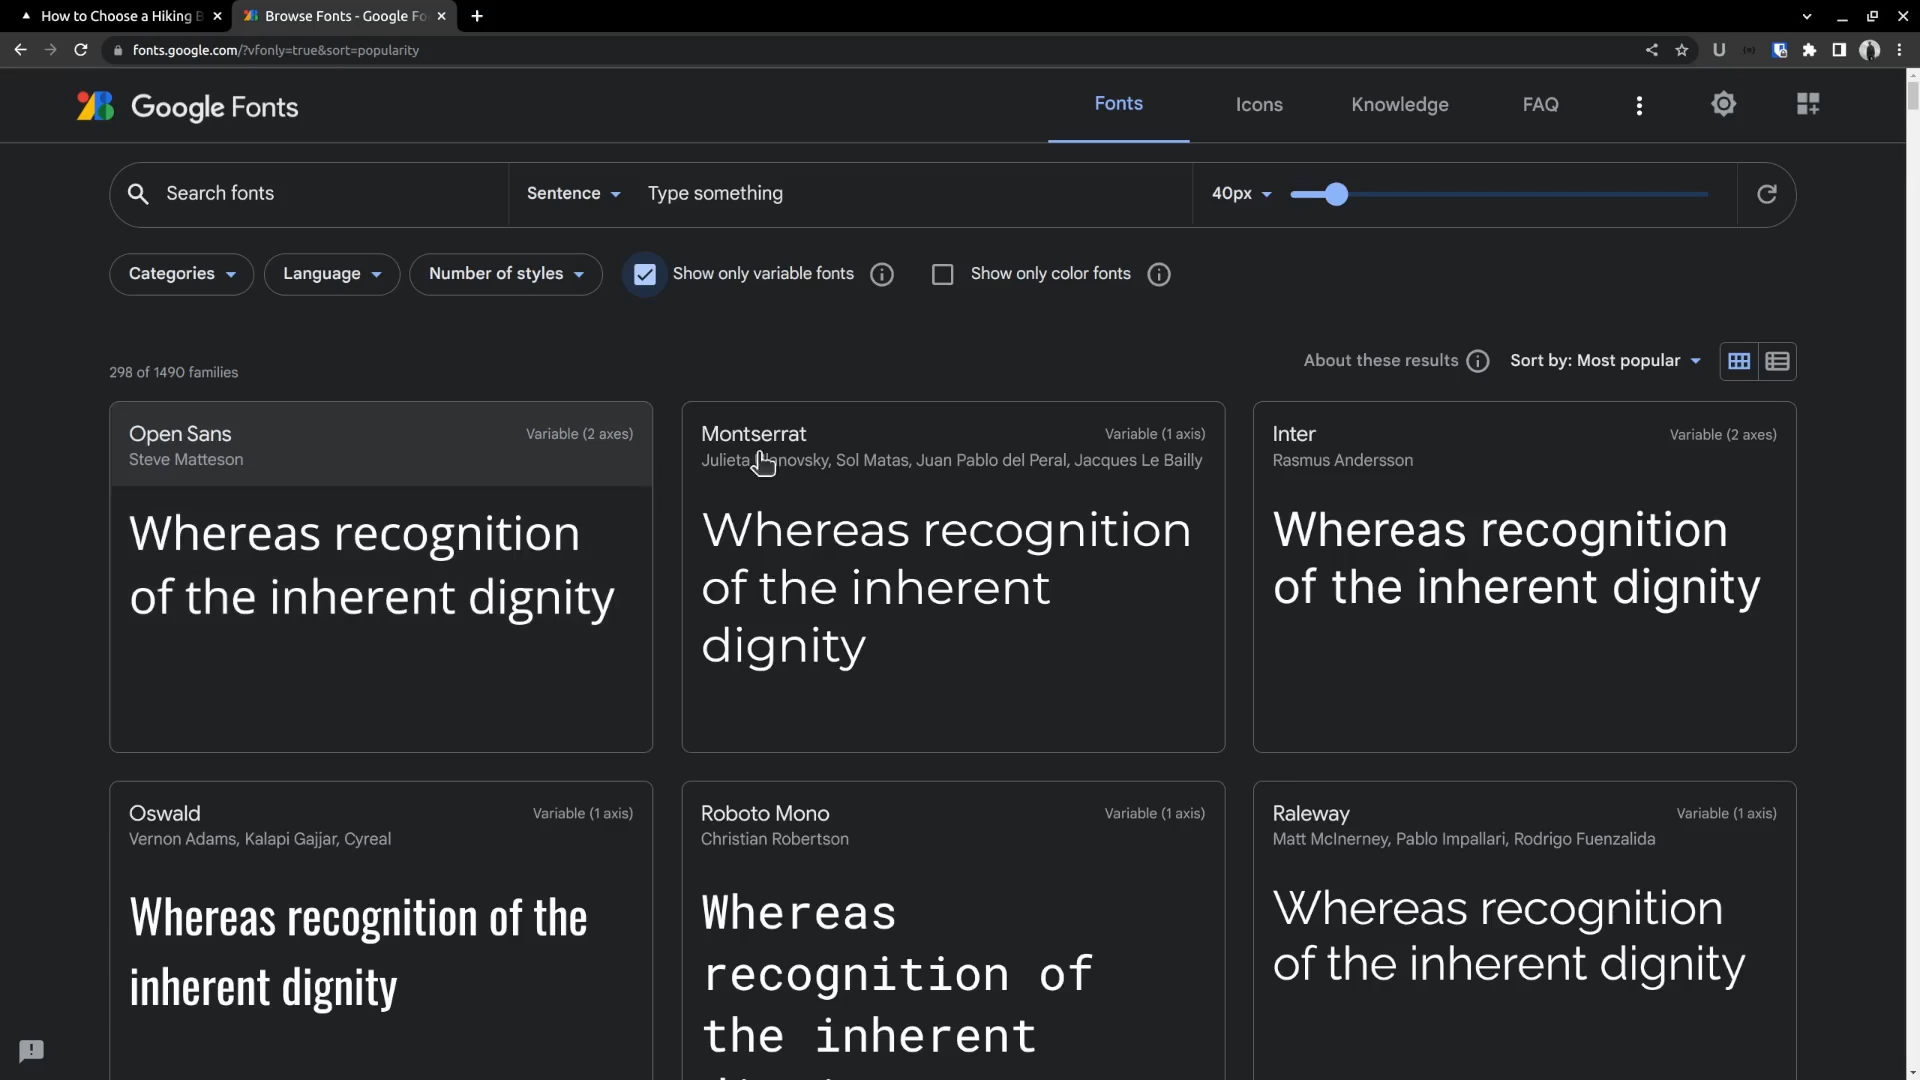 How to Choose a Hiking B
Browse Fonts - Google Fo
fonts.google.com/?vfonly=true&sort=popularity
U
Google Fonts
Fonts
Icons
Knowledge
FAQ
Search fonts
Sentence
Type something
40px
Categories
Language
Number of styles
Show only variable fonts
Show only color fonts
298 of 1490 families
About these results
Sort by: Most popular
Open Sans
Variable (2 axes)
Steve Matteson
Whereas recognition
of the inherent dignity
Montserrat
Variable (1 axis)
Julieta Sol Matas, Juan Pablo del Peral, Jacques Le Bailly
Whereas recognition
of the inherent
dignity
Inter
Variable (2 axes)
Rasmus Andersson
Whereas recognition
of the inherent dignity
Oswald
Variable (1 axis)
Vernon Adams, Kalapi Gajjar, Cyreal
Whereas recognition of the
inherent dignity
Roboto Mono
Variable (1 axis)
Christian Robertson
Whereas
recognition of
the inherent
Raleway
Variable (1 axis)
Matt McInerney, Pablo Impallari, Rodrigo Fuenzalida
Whereas recognition
of the inherent dignity